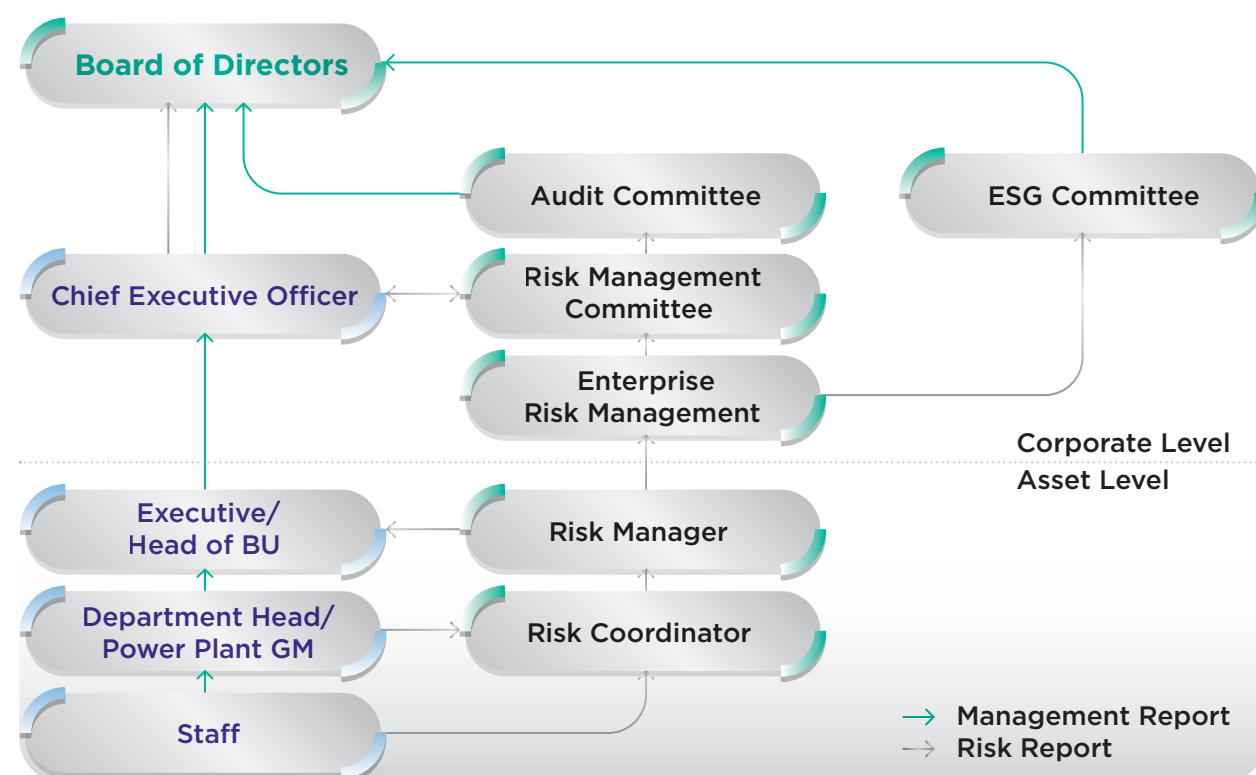 Board of Directors
Audit Committee
ESG Committee
Chief Executive Officer
Risk Management
Committee
Enterprise
Risk Management
Corporate Level
Asset Level
Executive/
Head of BU
Risk Manager
Department Head/
Power Plant GM
Risk Coordinator
Staff
Management Report
Risk Report